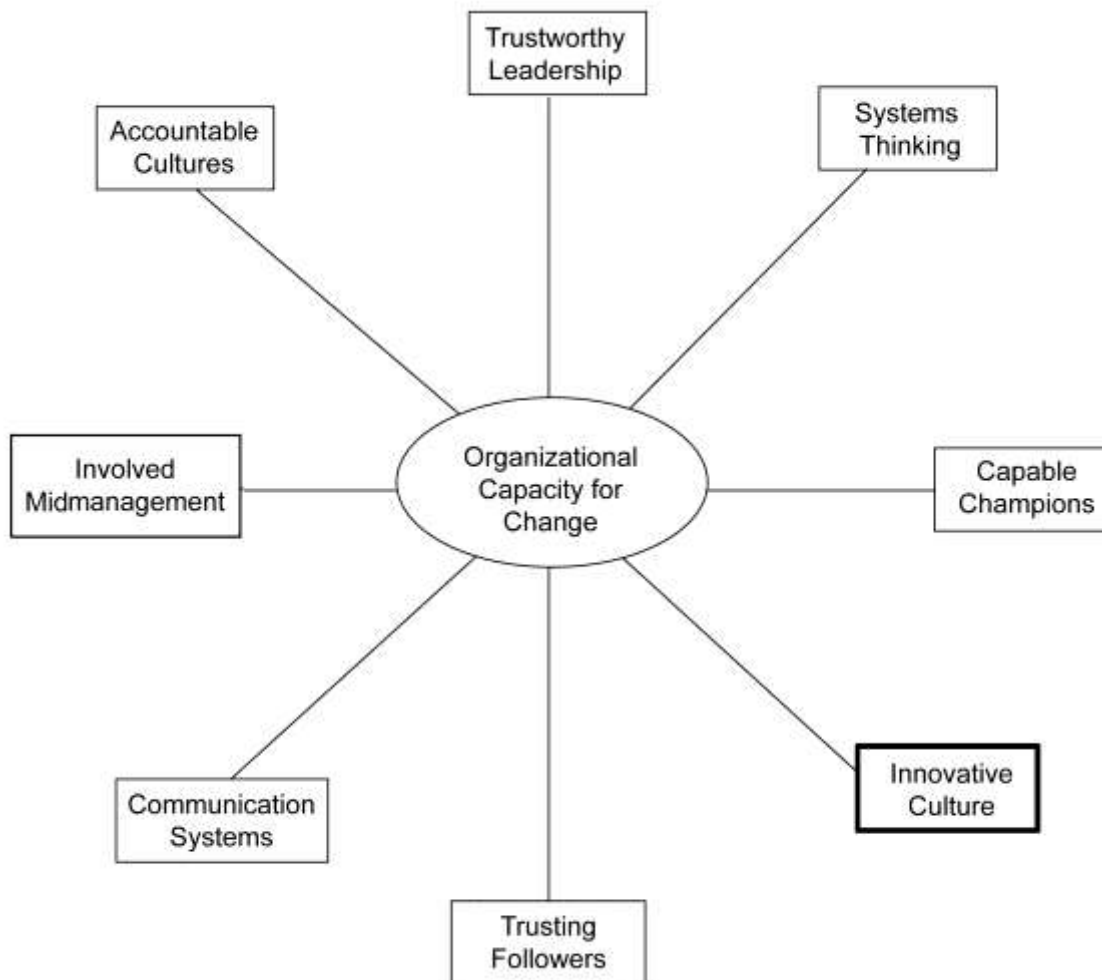 Trustworthy
Leadership
Systems
Thinking
Accountable
Cultures
Organizational
Capacity for
Change
Involved
Midmanagement
Capable
Champions
Innovative
Culture
Communication
Systems
Trusting
Followers